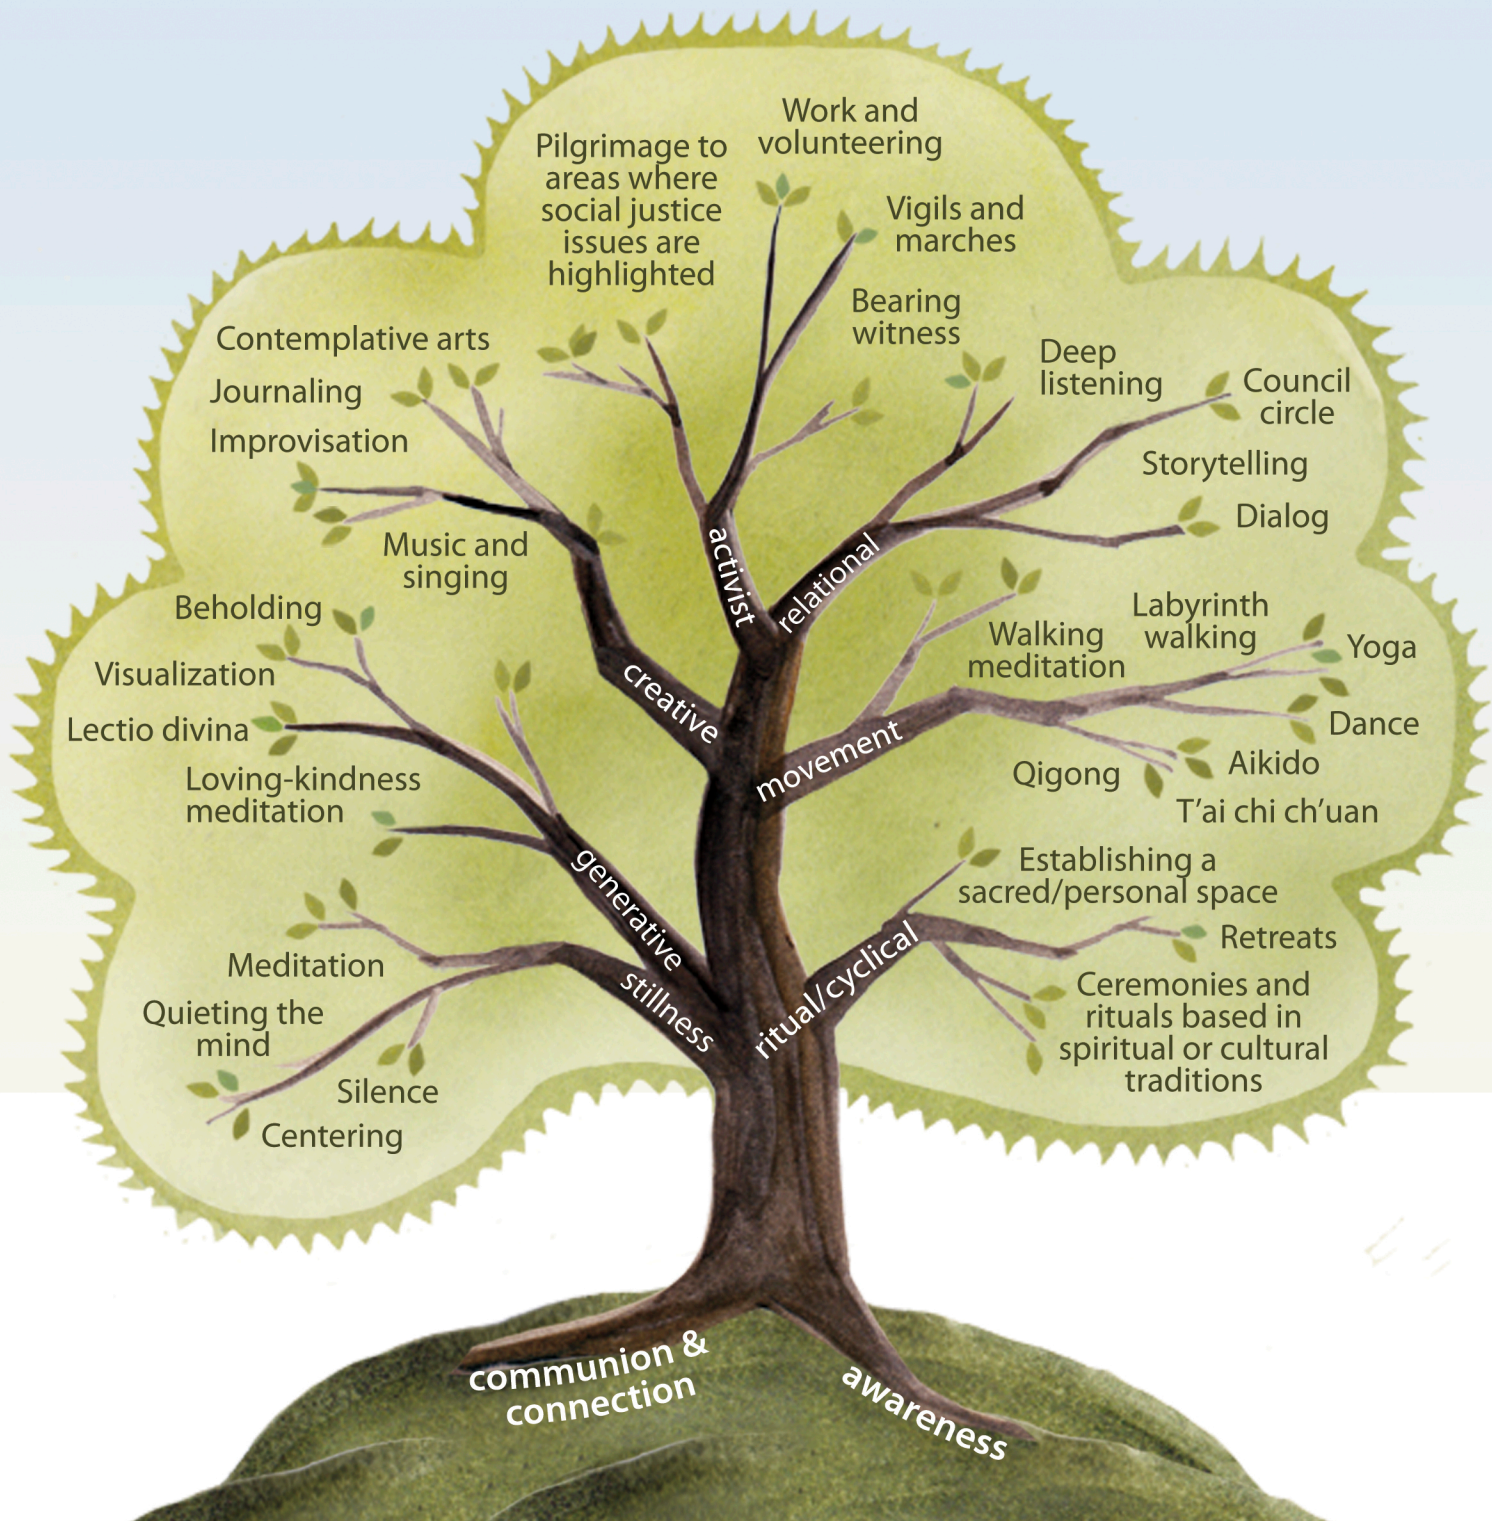 Work and
volunteering
Pilgrimage to
areas where
social justice
issues are
highlighted
Vigils and
marches
Bearing
witness
activist
Deep
listening
Council
circle
Storytelling
Dialog
relational
Contemplative arts
Journaling
Improvisation
Music and
singing
creative
Labyrinth
walking
Walking
meditation
Yoga
Dance
Aikido
Qigong
T’ai chi ch’uan
movement
Beholding
Visualization
Lectio divina
Loving-kindness
meditation
generative
Establishing a
sacred/personal space
Retreats
Ceremonies and
rituals based in
spiritual or cultural
traditions
ritual/cyclical
Meditation
Quieting the
mind
Silence
Centering
stillness
communion &
connection
awareness